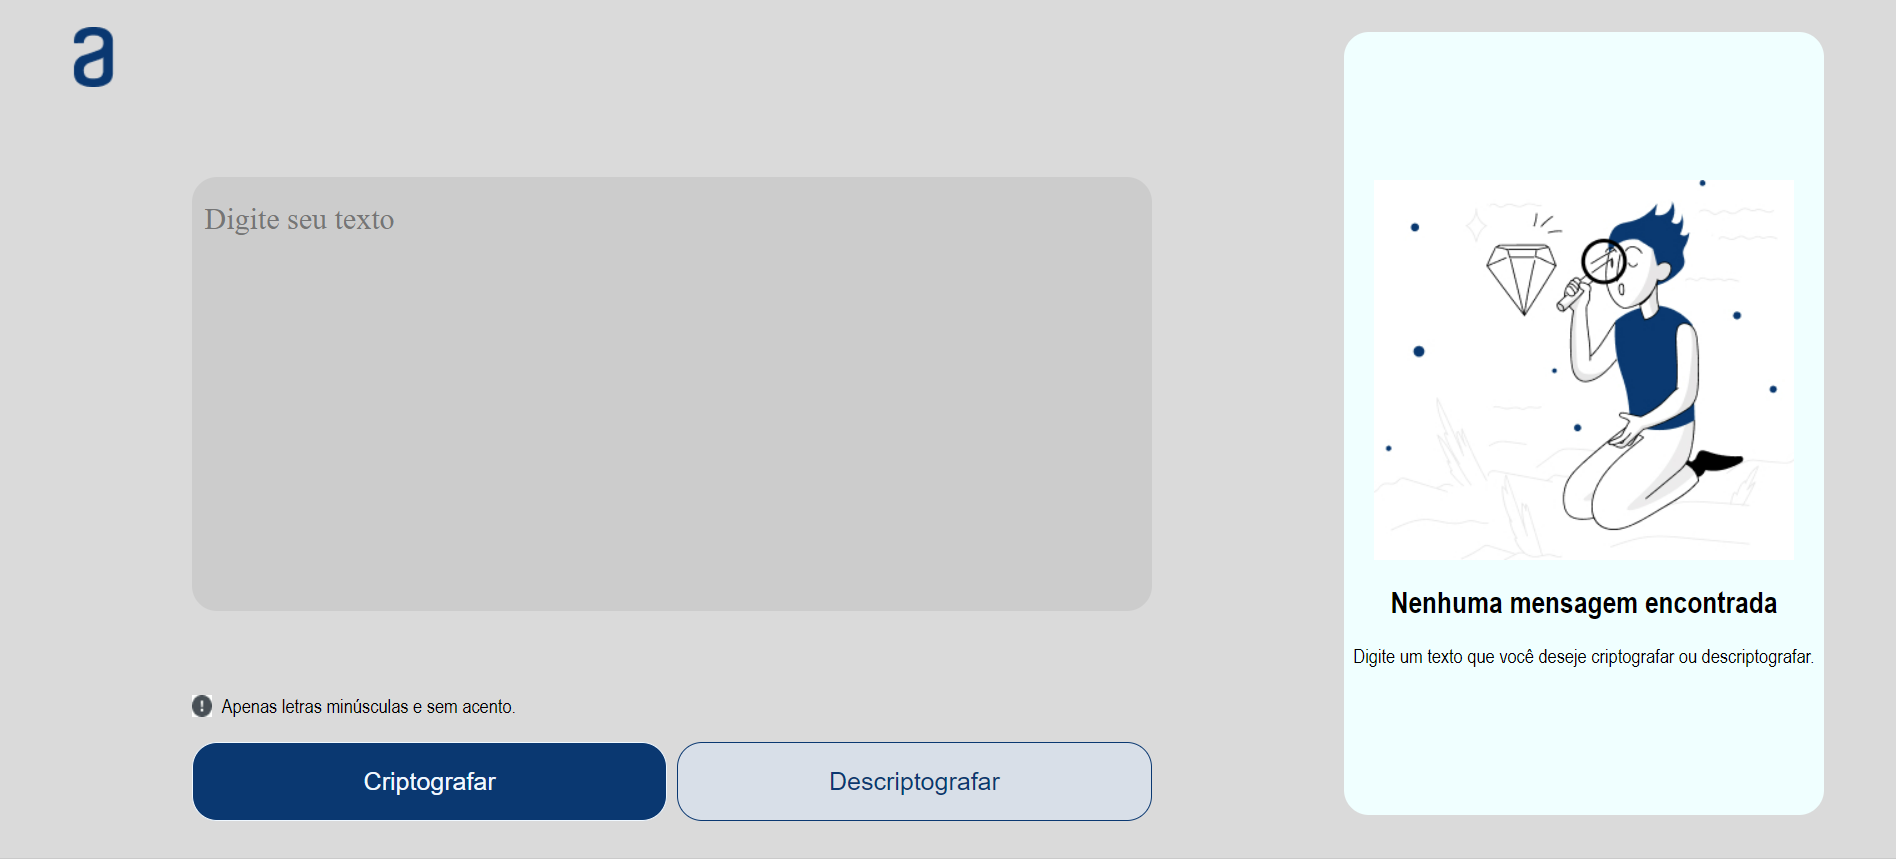 a
Digite seu texto
Apenas letras minúsculas e sem acento.
Criptografar
Descriptografar
Nenhuma mensagem encontrada
Digite um texto que você deseje criptografar ou descriptografar.